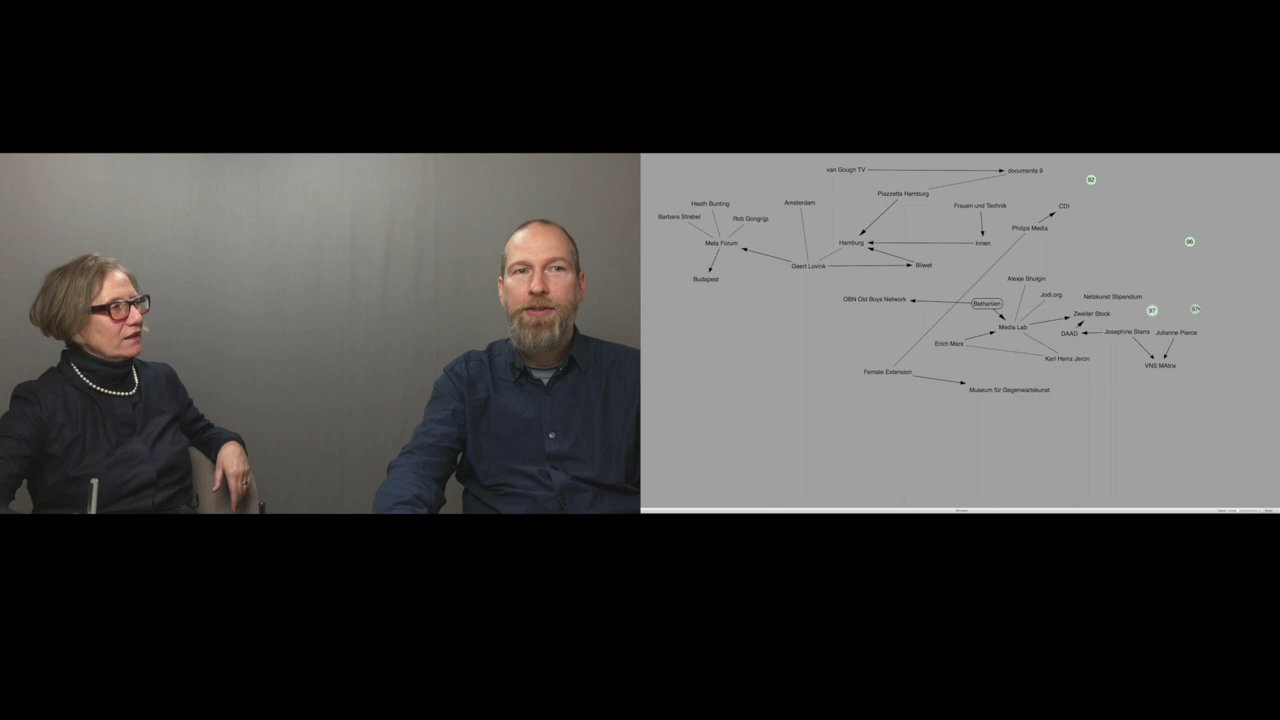 van Gough TV
documenta 9
92
Piazzetta Hamburg
Heath Bunting
Amsterdam
Frauen und Technik
CDI
Barbara Strebel
Rob Gongrijp
Philips Media
Meta Forum
Hamburg
Innen
96
Geert Lovink
Bilwet
Budapest
Alexje Shulgin
Jodi.org
Netzkunst Stipendium
OBN Old Boys Network
Bethanien
97
Zweiter Stock
Media Lab
DAAD
Josephine Starrs
Julianne Pierce
Erich Marx
Karl Heinz Jeron
VNS MAtrix
Female Extension
Museum für Gegenwartskunst